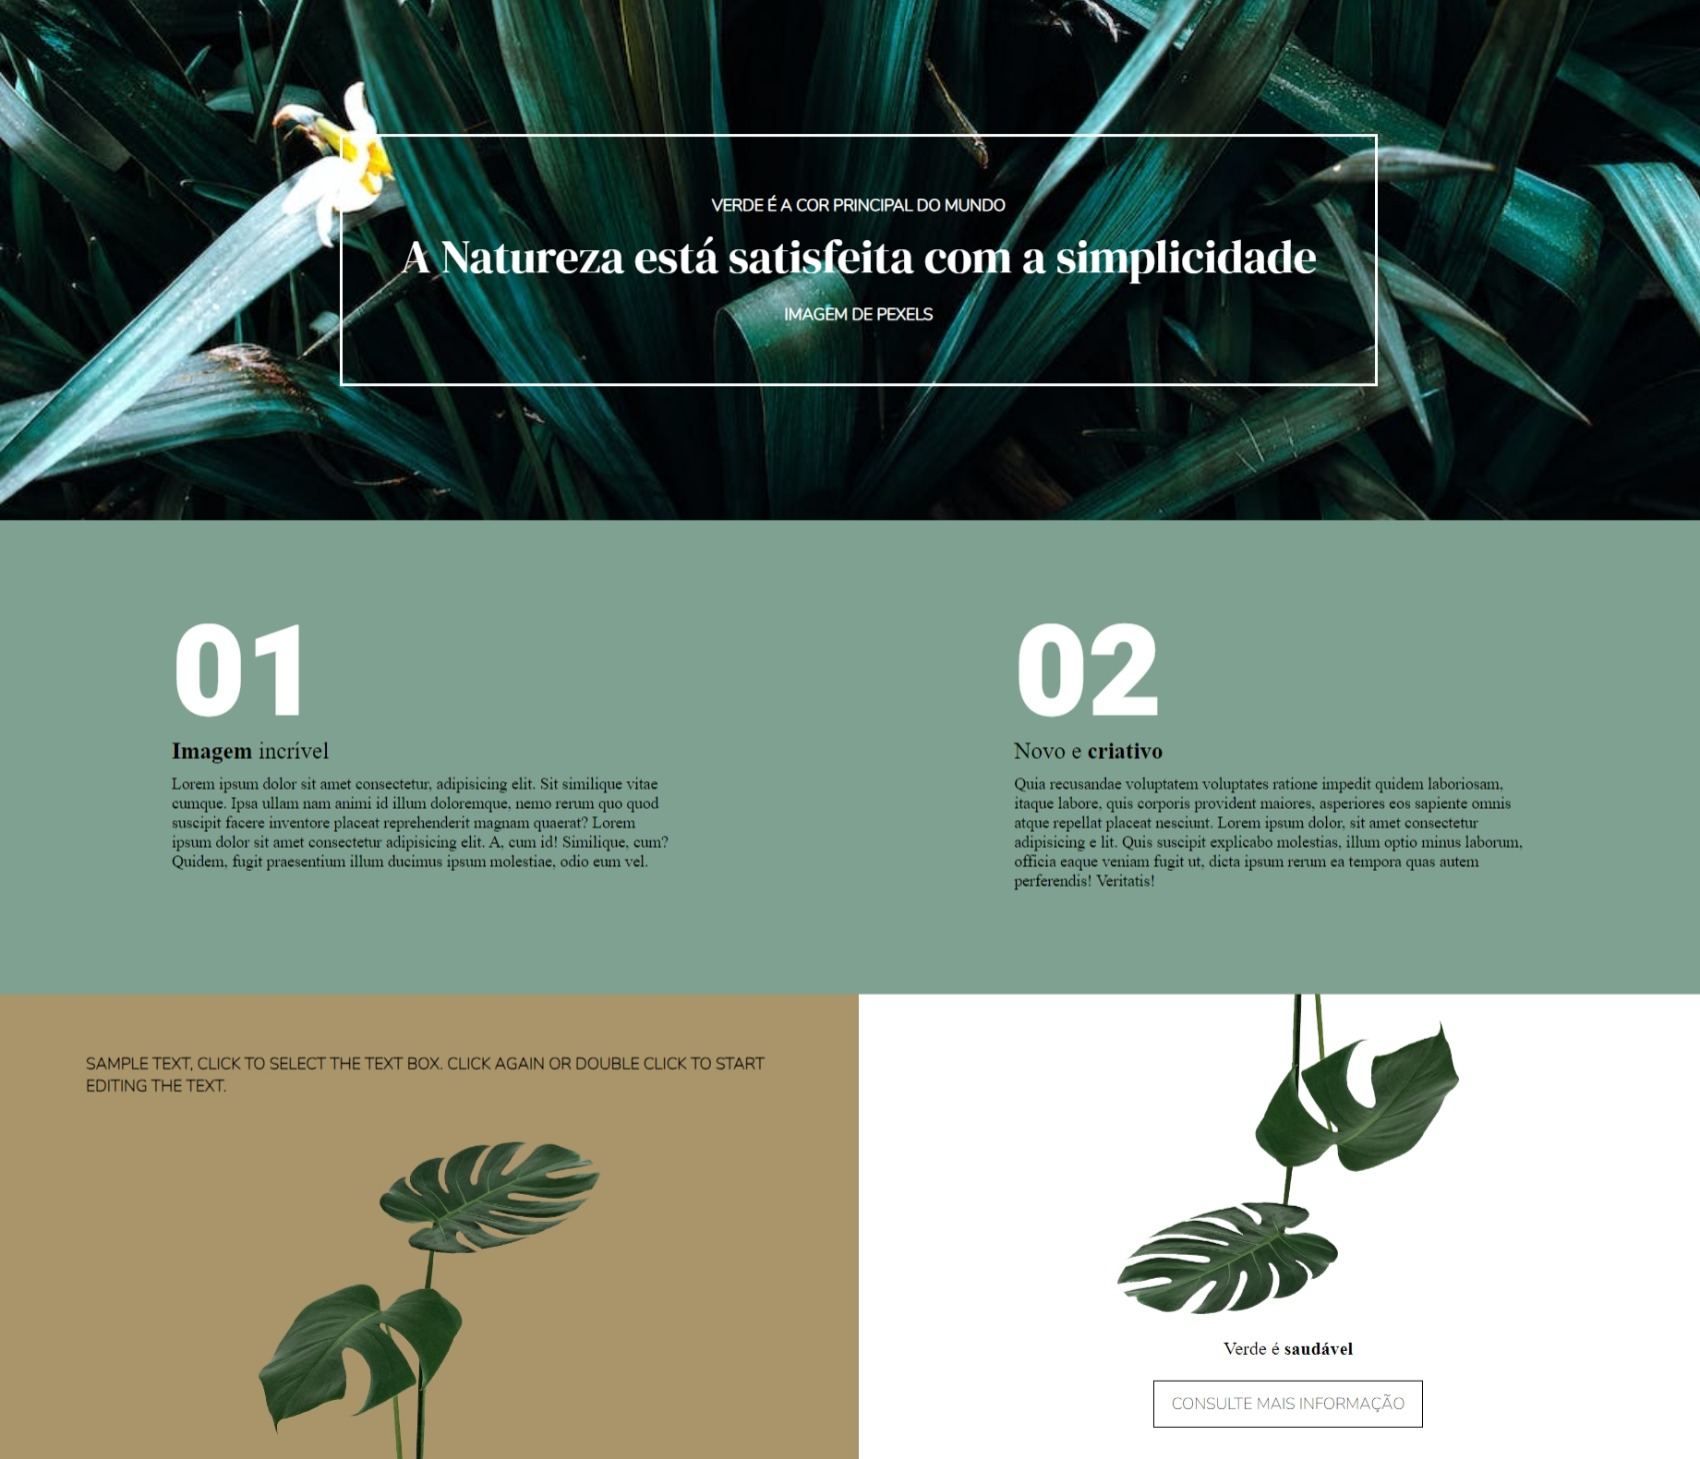 VERDE É A COR PRINCIPAL DO MUNDO
A Natureza está satisfeita com a simplicidade
IMAGEM DE PEXELS
01
Imagem incrível
Lorem ipsum dolor sit amet consectetur, adipisicing elit. Sit similique vitae
cumque. Ipsa ullam nam animi id illum doloremque, nemo rerum quo quod
suscipit facere inventore placeat reprehenderit magnam quaerat? Lorem
ipsum dolor sit amet consectetur adipisicing elit. A, cum id! Similique, cum?
Quidem, fugit praesentium illum ducimus ipsum molestiae, odio eum vel.
02
Novo e criativo
Quia recusandae voluptatem voluptates ratione impedit quidem laboriosam,
itaque labore, quis corporis provident maiores, asperiores eos sapiente omnis
atque repellat placeat nesciunt. Lorem ipsum dolor, sit amet consectetur
adipisicing e lit. Quis suscipit explicabo molestias, illum optio minus laborum,
officia eaque veniam fugit ut, dicta ipsum rerum ea tempora quas autem
perferendis! Veritatis!
SAMPLE TEXT, CLICK TO SELECT THE TEXT BOX. CLICK AGAIN OR DOUBLE CLICK TO START
EDITING THE TEXT.
Verde é saudável
CONSULTE MAIS INFORMAÇÃO